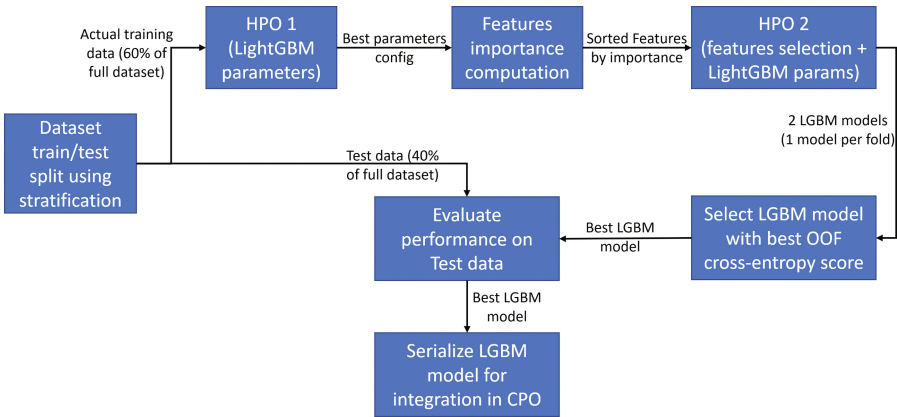 Actual training
data (60% of
full dataset)
HPO 1
(LightGBM
parameters)
Best parameters
config
Features
importance
computation
Sorted Features
by importance
HPO 2
(features selection +
LightGBM params)
2 LGBM models
(1 model per fold)
Dataset
train/test
split using
stratification
Test data (40%
of full dataset)
Evaluate
performance on
Test data
Best LGBM
model
Select LGBM model
with best OOF
cross-entropy score
Best LGBM
model
Serialize LGBM
model for
integration in CPO